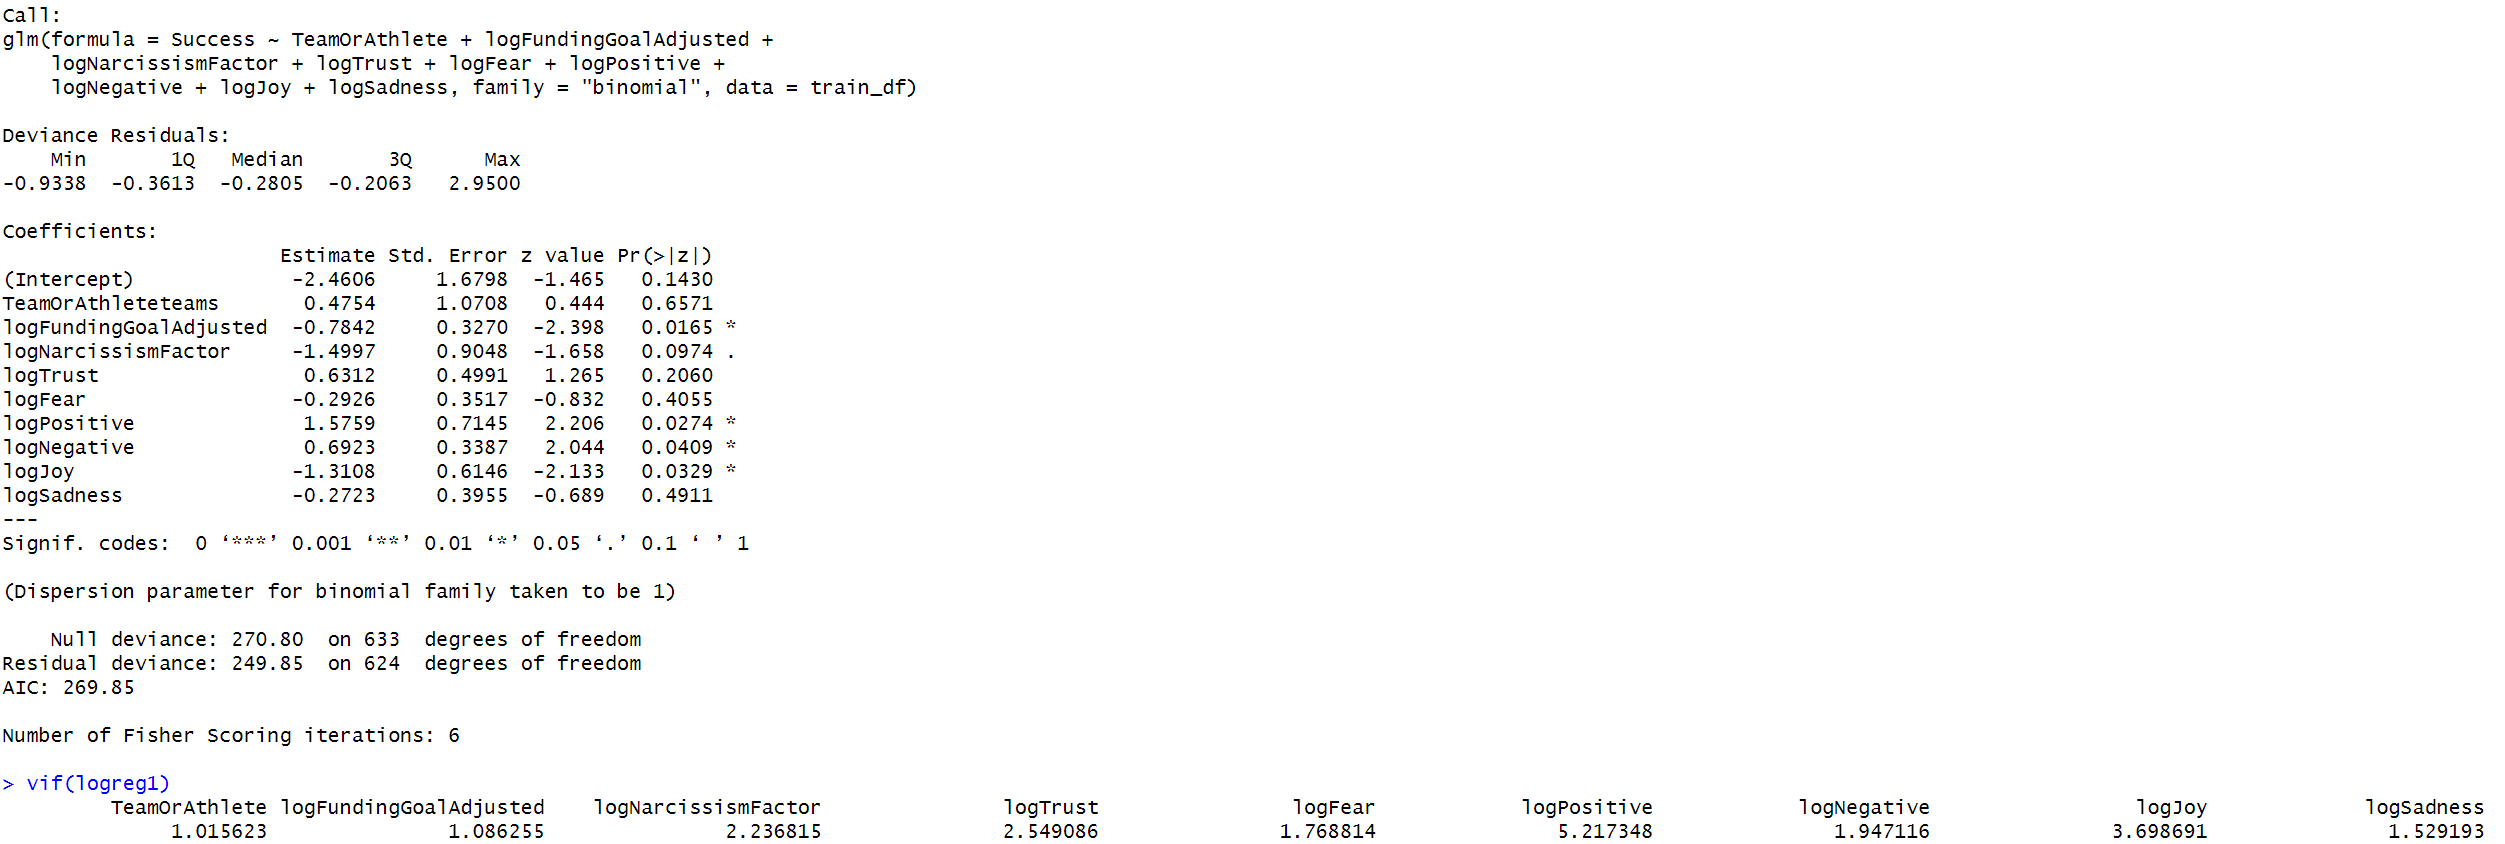 Call:
glm(formula = Success ~ TeamOrAthlete + logFundingGoalAdjusted +
    logNarcissismFactor + logTrust + logFear + logPositive +
    logNegative + logJoy + logSadness, family = "binomial", data = train_df)

Deviance Residuals:
    Min       1Q   Median       3Q      Max
-0.9338  -0.3613  -0.2805  -0.2063   2.9500

Coefficients:
                       Estimate Std. Error z value Pr(>|z|)
(Intercept)             -2.4606     1.6798  -1.465   0.1430
TeamOrAthleteteams       0.4754     1.0708   0.444   0.6571
logFundingGoalAdjusted  -0.7842     0.3270  -2.398   0.0165 *
logNarcissismFactor     -1.4997     0.9048  -1.658   0.0974 .
logTrust                 0.6312     0.4991   1.265   0.2060
logFear                 -0.2926     0.3517  -0.832   0.4055
logPositive              1.5759     0.7145   2.206   0.0274 *
logNegative              0.6923     0.3387   2.044   0.0409 *
logJoy                  -1.3108     0.6146  -2.133   0.0329 *
logSadness              -0.2723     0.3955  -0.689   0.4911
---
Signif. codes:  0 ‘***’ 0.001 ‘**’ 0.01 ‘*’ 0.05 ‘.’ 0.1 ‘ ’ 1

(Dispersion parameter for binomial family taken to be 1)

    Null deviance: 270.80  on 633  degrees of freedom
Residual deviance: 249.85  on 624  degrees of freedom
AIC: 269.85

Number of Fisher Scoring iterations: 6

> vif(logreg1)
         TeamOrAthlete logFundingGoalAdjusted    logNarcissismFactor               logTrust                logFear            logPositive            logNegative                 logJoy             logSadness
              1.015623               1.086255               2.236815               2.549086               1.768814               5.217348               1.947116               3.698691               1.529193